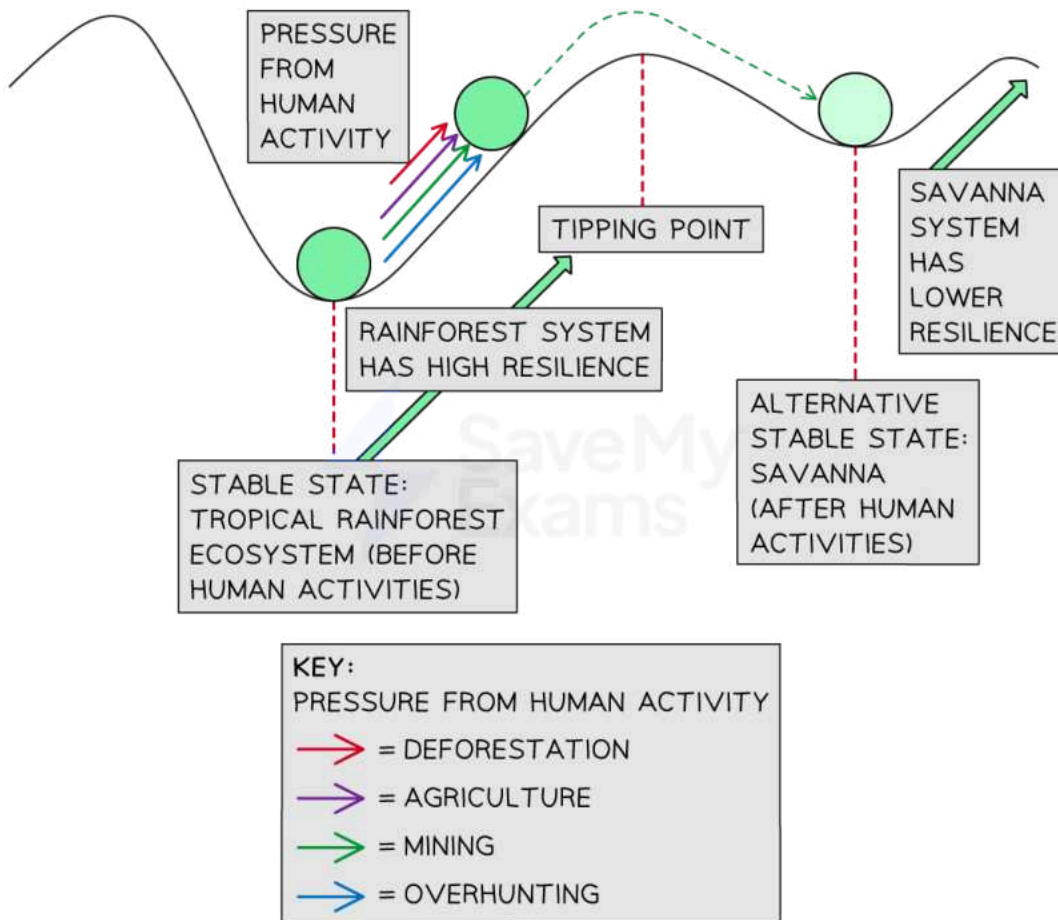 PRESSURE
FROM
HUMAN
ACTIVITY
TIPPING POINT
SAVANNA
SYSTEM
HAS
LOWER
RESILIENCE
RAINFOREST SYSTEM
HAS HIGH RESILIENCE
ALTERNATIVE
STABLE STATE:
SAVANNA
(AFTER HUMAN
ACTIVITIES)
STABLE STATE:
TROPICAL RAINFOREST
ECOSYSTEM (BEFORE
HUMAN ACTIVITIES)
SaveMy
Exams
KEY:
PRESSURE FROM HUMAN ACTIVITY
= DEFORESTATION
= AGRICULTURE
= MINING
= OVERHUNTING